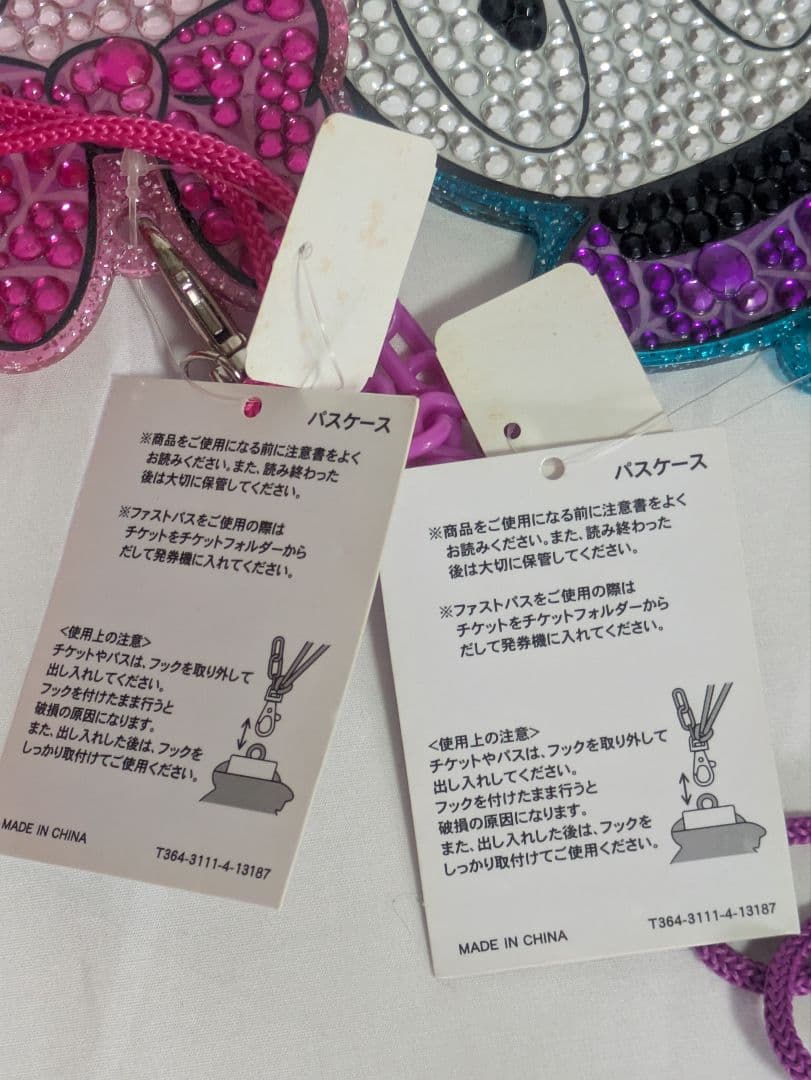 パスケース
※商品をご使用になる前に注意書をよく
お読みください。また、読み終わった
後は大切に保管してください。
※ファストパスをご使用の際は
チケットをチケットフォルダーから
だして発券機に入れてください。
<使用上の注意>
チケットやパスは、フックを取り外して
出し入れしてください。
フックを付けたまま行うと
破損の原因になります。
また、出し入れした後は、フックを
しっかり取付けてご使用ください。
MADE IN CHINA
T364-3111-4-13187
パスケース
※商品をご使用になる前に注意書をよく
お読みください。また、読み終わった
後は大切に保管してください。
※ファストパスをご使用の際は
チケットをチケットフォルダーから
だして発券機に入れてください。
<使用上の注意>
チケットやパスは、フックを取り外して
出し入れしてください。
フックを付けたまま行うと
破損の原因になります。
また、出し入れした後は、フックを
しっかり取付けてご使用ください。
MADE IN CHINA
T364-3111-4-13187